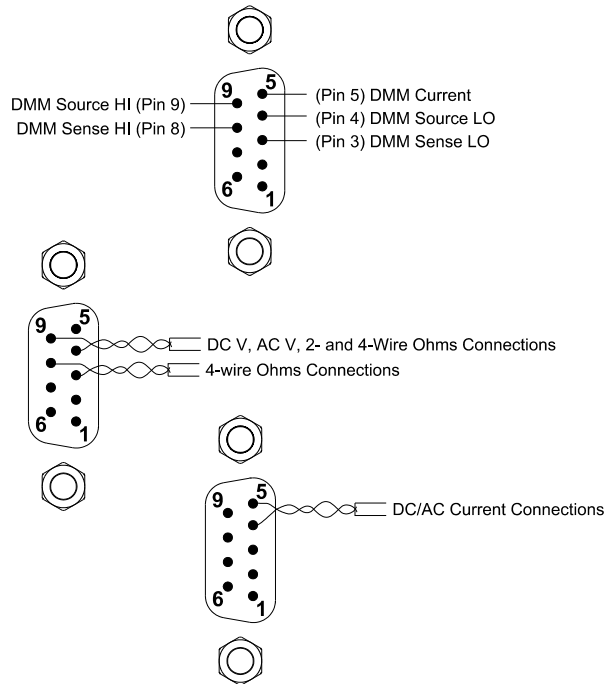 9 5
DMM Source HI (Pin 9)
(Pin 5) DMM Current
(Pin 4) DMM Source LO
DMM Sense HI (Pin 8)
(Pin 3) DMM Sense LO
6 1
9 5
DC V, AC V, 2- and 4-Wire Ohms Connections
4-wire Ohms Connections
6 1
9 5
DC/AC Current Connections
6 1